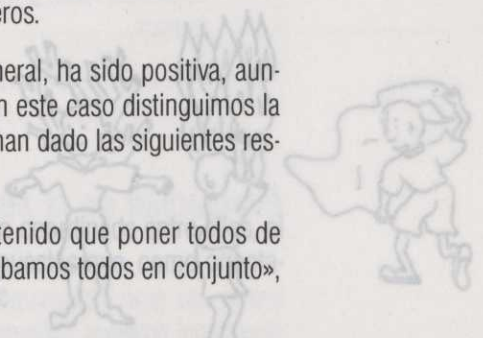 eros.
neral, ha sido positiva, aun-
n este caso distinguimos la
han dado las siguientes res-
tenido que poner todos de
bamos todos en conjunto»,